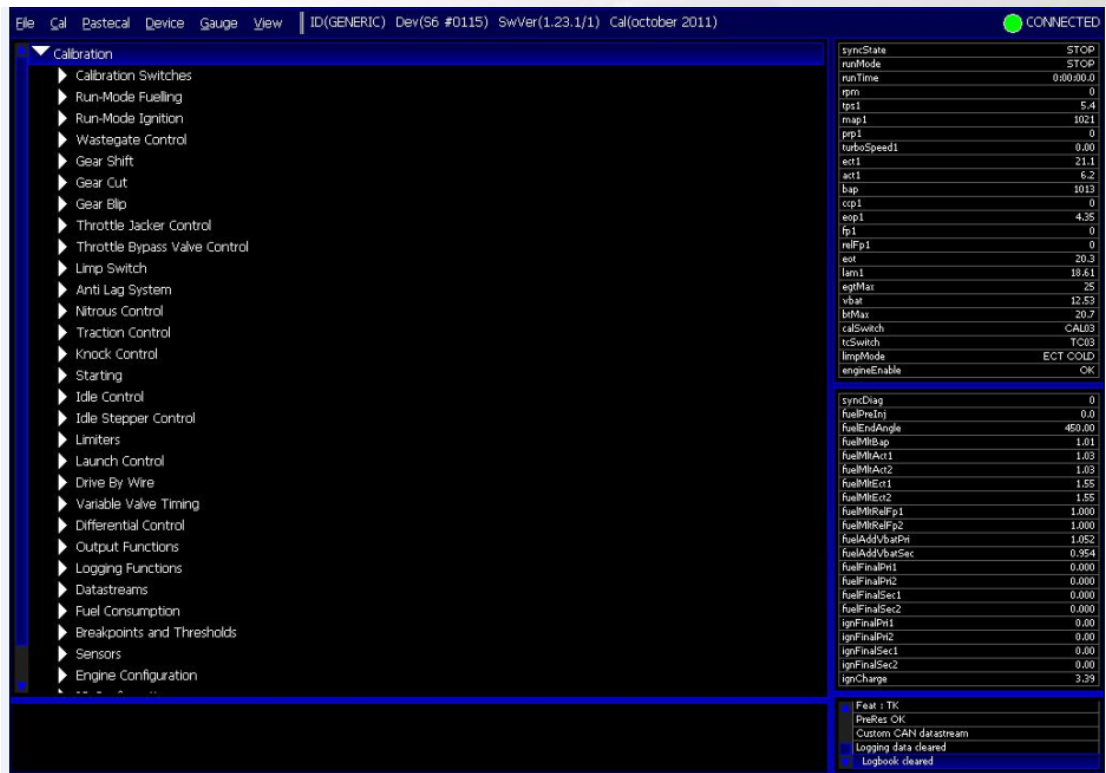 File Cal Pastecal Device Gauge View ID(GENERIC) Dev(S6 #0115) SwVer(1.23.1/1) Cal(october 2011) CONNECTED
Calibration
Calibration Switches
Run-Mode Fuelling
Run-Mode Ignition
Wastegate Control
Gear Shift
Gear Cut
Gear Blip
Throttle Jacker Control
Throttle Bypass Valve Control
Limp Switch
Anti Lag System
Nitrous Control
Traction Control
Knock Control
Starting
Idle Control
Idle Stepper Control
Limiters
Launch Control
Drive By Wire
Variable Valve Timing
Differential Control
Output Functions
Logging Functions
Datastreams
Fuel Consumption
Breakpoints and Thresholds
Sensors
Engine Configuration
syncState STOP
runMode STOP
runTime 0:00:00.0
rpm 0
tps1 5.4
map1 1021
prp1 0
turboSpeed1 0.00
ect1 21.1
act1 6.2
bap 1013
ccp1 0
eop1 4.35
fp1 0
relFp1 0
eot 20.3
lam1 18.61
egtMax 25
vbat 12.53
btMax 20.7
calSwitch CAL03
tcSwitch TC03
limpMode ECT COLD
engineEnable OK
syncDiag 0
fuelPreInj 0.0
fuelEndAngle 450.00
fuelMltBap 1.01
fuelMltAct1 1.03
fuelMltAct2 1.03
fuelMltEct1 1.55
fuelMltEct2 1.55
fuelMltRelFp1 1.000
fuelMltRelFp2 1.000
fuelAddVbatPri 1.052
fuelAddVbatSec 0.954
fuelFinalPri1 0.000
fuelFinalPri2 0.000
fuelFinalSec1 0.000
fuelFinalSec2 0.000
ignFinalPri1 0.00
ignFinalPri2 0.00
ignFinalSec1 0.00
ignFinalSec2 0.00
ignCharge 3.39
Feat : TK
PreRes OK
Custom CAN datastream
Logging data cleared
Logbook cleared